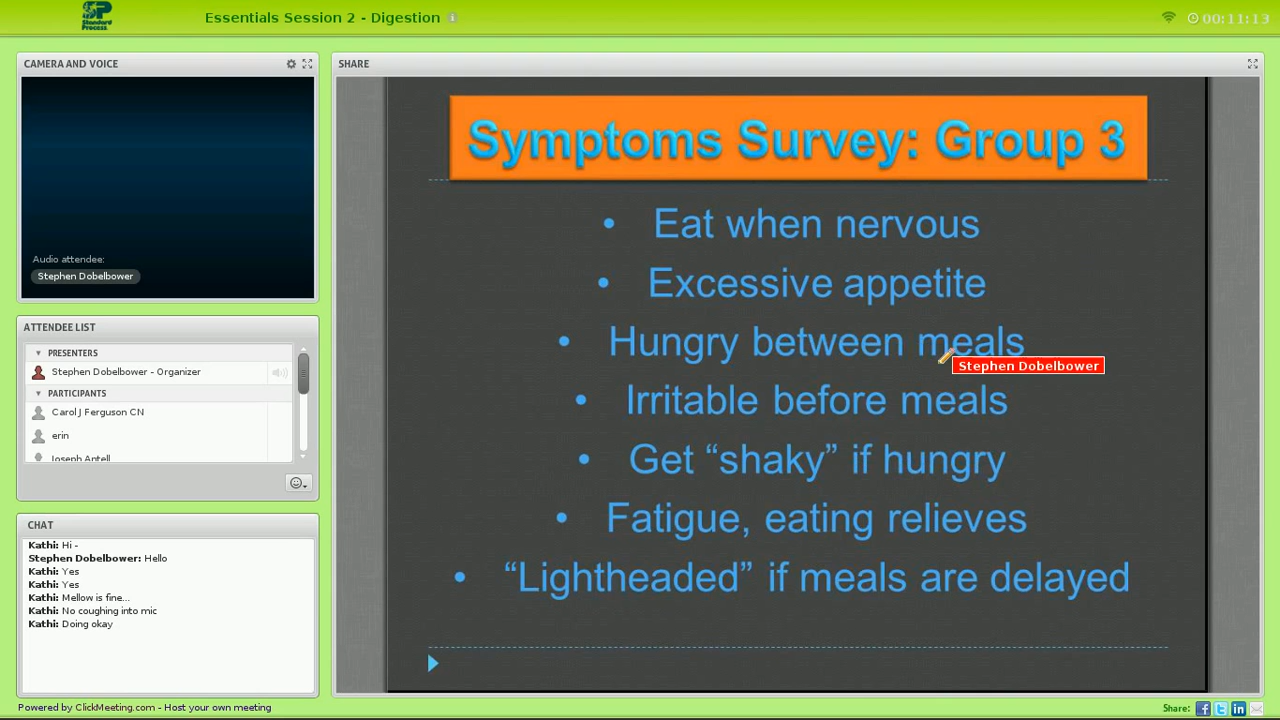 Standard Process
Essentials Session 2 - Digestion
00:11:13
CAMERA AND VOICE
Audio attendee:
Stephen Dobelbower
ATTENDEE LIST
PRESENTERS
Stephen Dobelbower - Organizer
PARTICIPANTS
Carol J Ferguson CN
erin
Joseph Antell
CHAT
Kathi: Hi -
Stephen Dobelbower: Hello
Kathi: Yes
Kathi: Yes
Kathi: Mellow is fine...
Kathi: No coughing into mic
Kathi: Doing okay
SHARE
Symptoms Survey: Group 3
• Eat when nervous
• Excessive appetite
• Hungry between meals
Stephen Dobelbower
• Irritable before meals
• Get “shaky” if hungry
• Fatigue, eating relieves
• “Lightheaded” if meals are delayed
Powered by ClickMeeting.com - Host your own meeting
Share: